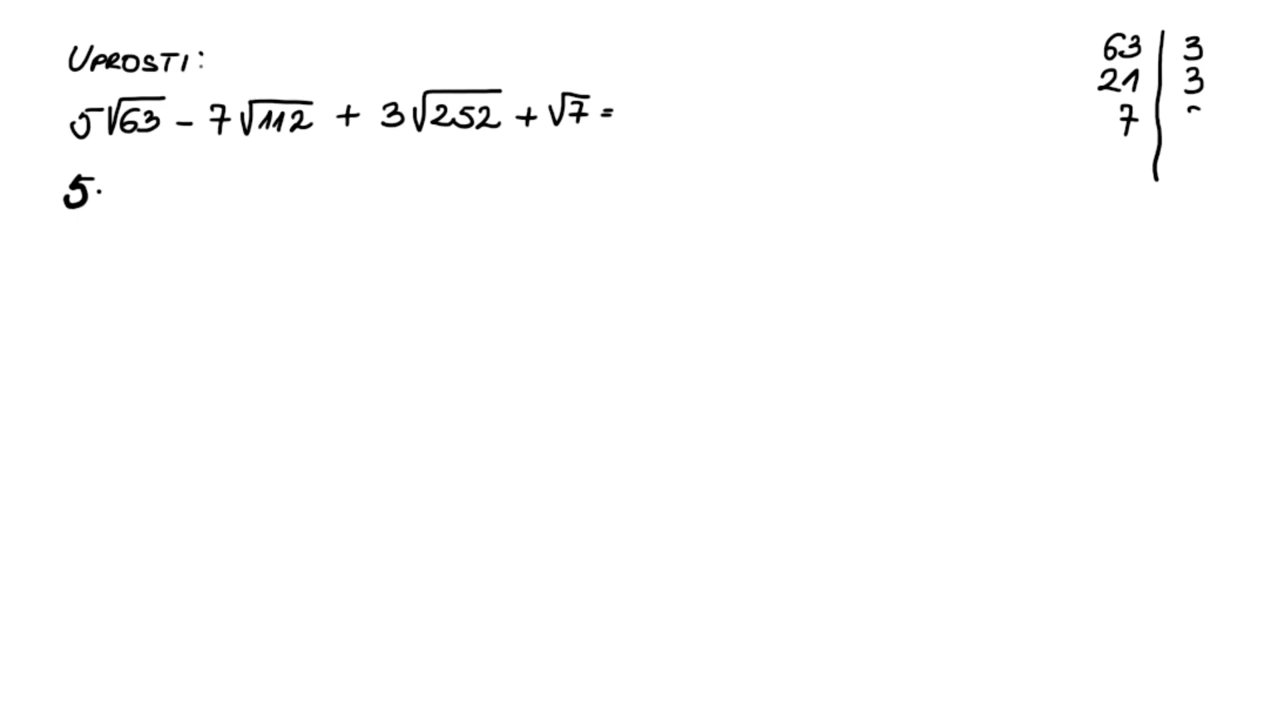 UPROSTI:
5√63 - 7√112 + 3√252 + √7 =
5·
63 | 3
21 | 3
7 |